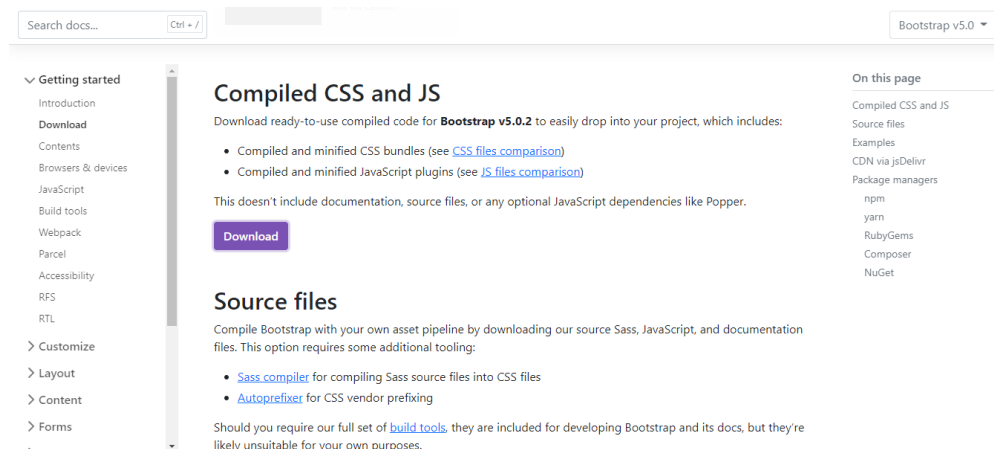 Search docs...
Ctrl + /
Bootstrap v5.0
Getting started
Introduction
Download
Contents
Browsers & devices
JavaScript
Build tools
Webpack
Parcel
Accessibility
RFS
RTL
Customize
Layout
Content
Forms
Compiled CSS and JS
Download ready-to-use compiled code for Bootstrap v5.0.2 to easily drop into your project, which includes:
Compiled and minified CSS bundles (see CSS files comparison)
Compiled and minified JavaScript plugins (see JS files comparison)
This doesn’t include documentation, source files, or any optional JavaScript dependencies like Popper.
Download
Source files
Compile Bootstrap with your own asset pipeline by downloading our source Sass, JavaScript, and documentation
files. This option requires some additional tooling:
Sass compiler for compiling Sass source files into CSS files
Autoprefixer for CSS vendor prefixing
Should you require our full set of build tools, they are included for developing Bootstrap and its docs, but they’re
likely unsuitable for your own purposes.
On this page
Compiled CSS and JS
Source files
Examples
CDN via jsDelivr
Package managers
npm
yarn
RubyGems
Composer
NuGet